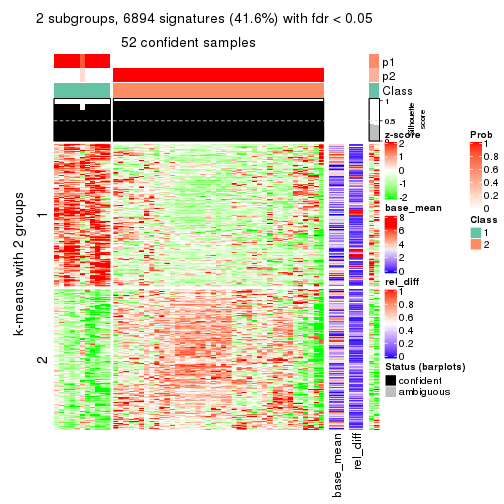 2 subgroups, 6894 signatures (41.6%) with fdr < 0.05
52 confident samples
p1
p2
Class
1
0.5
0
Silhouette
score
k-means with 2 groups
1
2
z-score
2
1
0
-1
-2
base_mean
8
6
4
2
0
rel_diff
1
0.8
0.6
0.4
0.2
0
Status (barplots)
confident
ambiguous
Prob
1
0.8
0.6
0.4
0.2
0
Class
1
2
base_mean
rel_diff